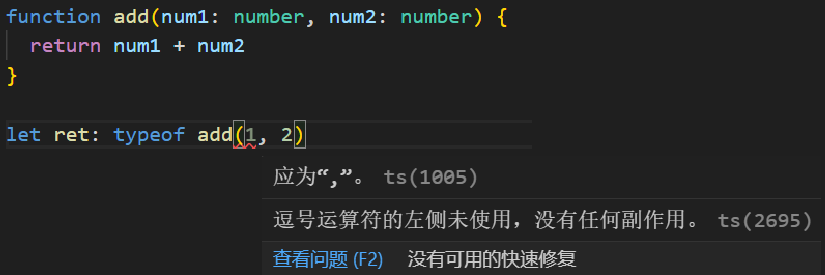 function add(num1: number, num2: number) {
  return num1 + num2
}
let ret: typeof add(1, 2)
应为“,”。 ts(1005)
逗号运算符的左侧未使用，没有任何副作用。 ts(2695)
查看问题 (F2) 没有可用的快速修复